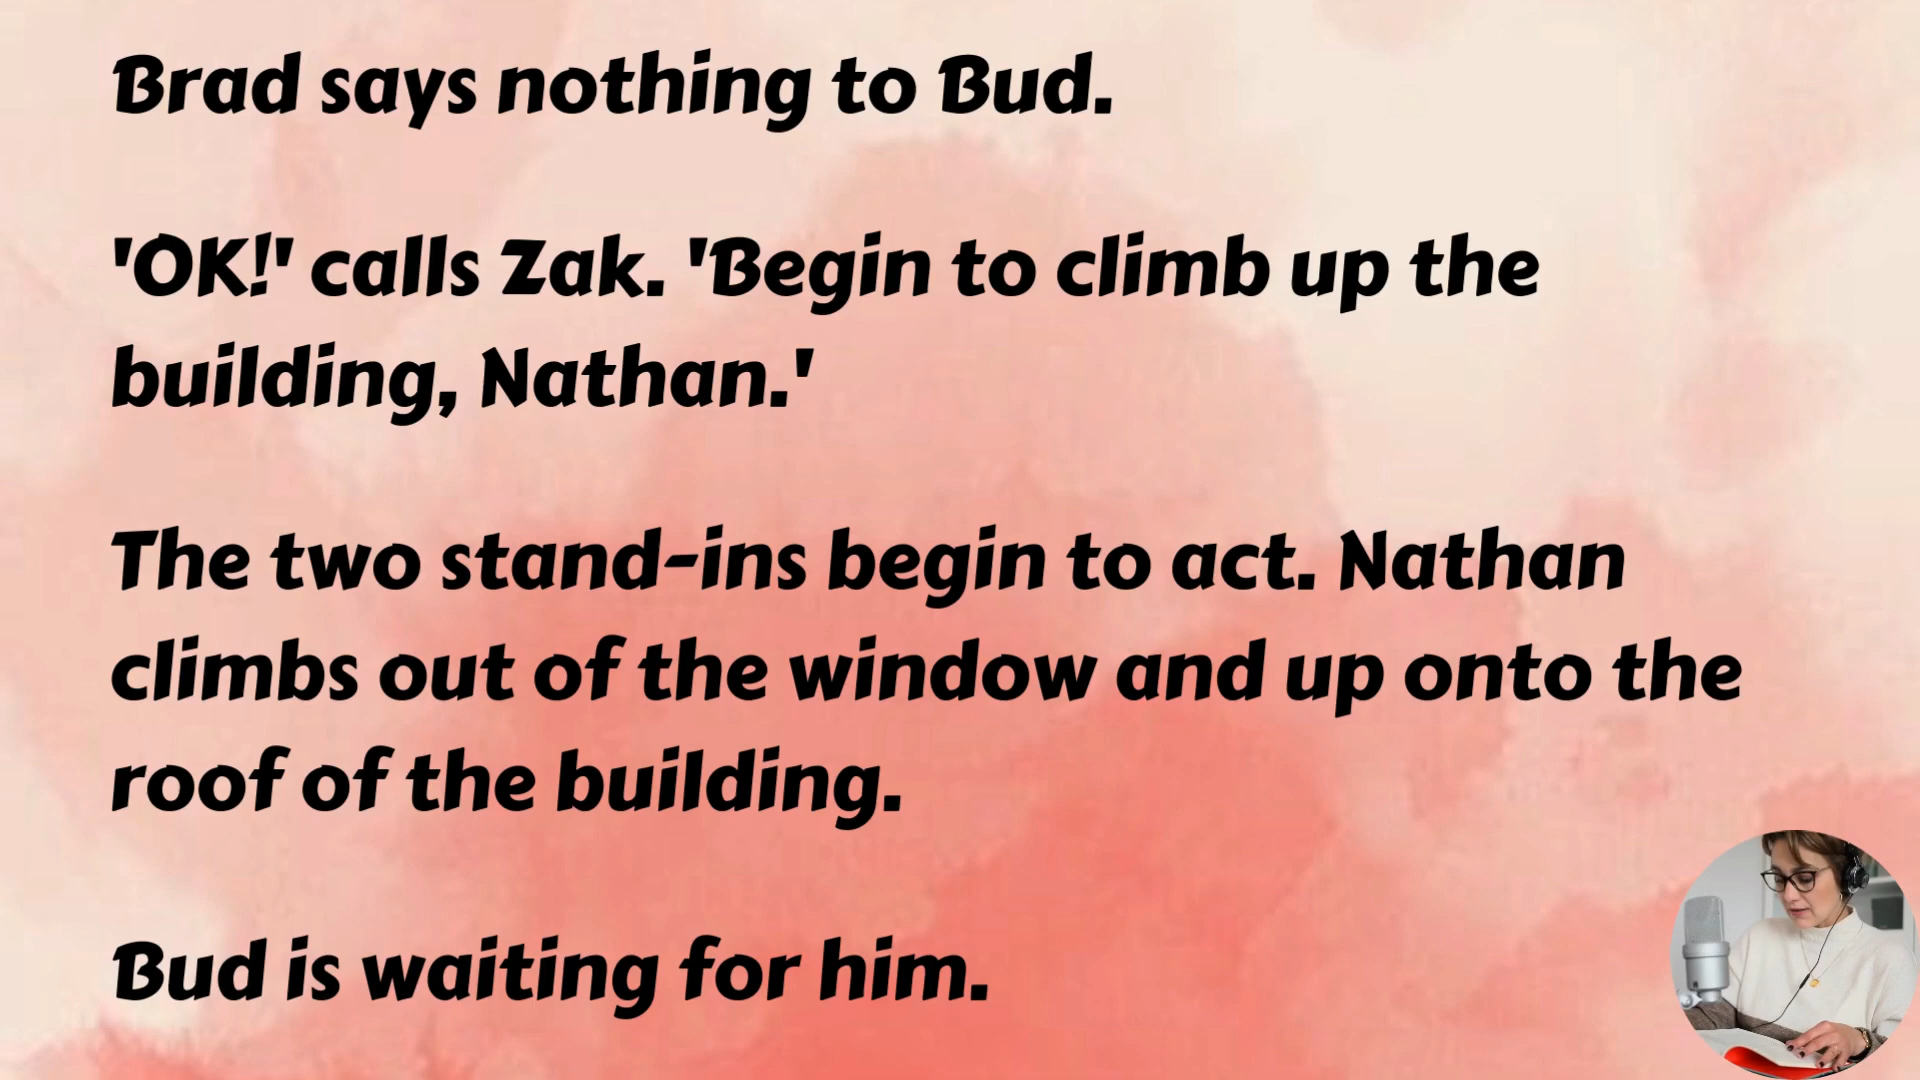 Brad says nothing to Bud.
'OK!' calls Zak. 'Begin to climb up the
building, Nathan.'
The two stand-ins begin to act. Nathan
climbs out of the window and up onto the
roof of the building.
Bud is waiting for him.